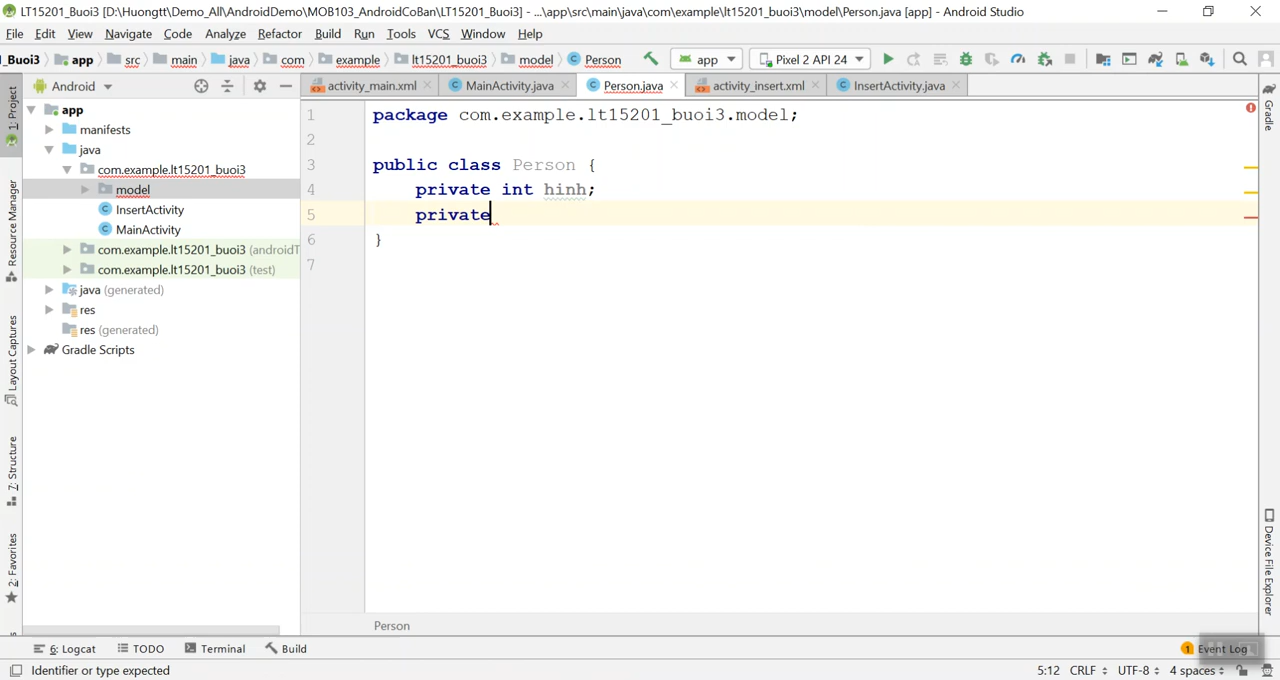 LT15201_Buoi3 [D:\Huongtt\Demo_All\AndroidDemo\MOB103_AndroidCoBan\LT15201_Buoi3] - ...\app\src\main\java\com\example\lt15201_buoi3\model\Person.java [app] - Android Studio
File Edit View Navigate Code Analyze Refactor Build Run Tools VCS Window Help
_Buoi3 app src main java com example lt15201_buoi3 model Person app Pixel 2 API 24
Android activity_main.xml MainActivity.java Person.java activity_insert.xml InsertActivity.java
1: Project
Resource Manager
Layout Captures
7: Structure
2: Favorites
app
manifests
java
com.example.lt15201_buoi3
model
InsertActivity
MainActivity
com.example.lt15201_buoi3 (androidT
com.example.lt15201_buoi3 (test)
java (generated)
res
res (generated)
Gradle Scripts
1 package com.example.lt15201_buoi3.model;
2
3 public class Person {
4 private int hinh;
5 private
6 }
7
Person
Gradle
Device File Explorer
6: Logcat TODO Terminal Build 1 Event Log
Identifier or type expected 5:12 CRLF UTF-8 4 spaces